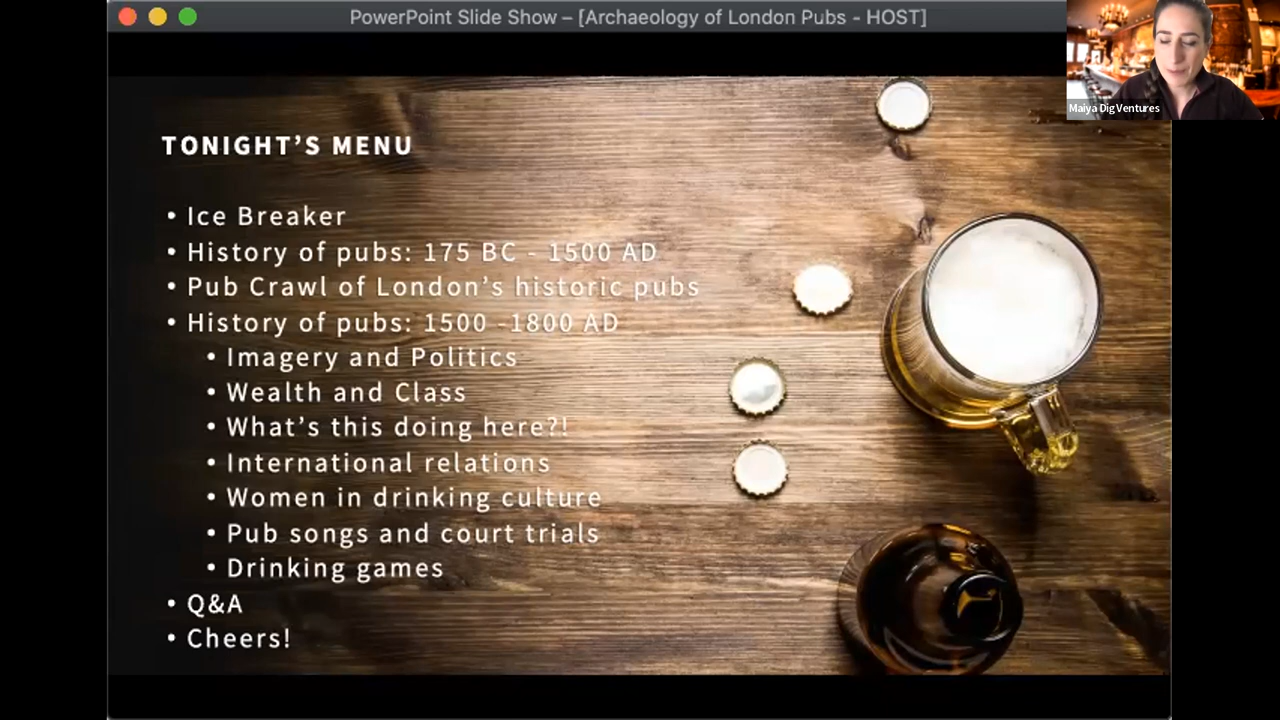 PowerPoint Slide Show – [Archaeology of London Pubs - HOST]
Maiya DigVentures
TONIGHT'S MENU
• Ice Breaker
• History of pubs: 175 BC - 1500 AD
• Pub Crawl of London's historic pubs
• History of pubs: 1500 -1800 AD
• Imagery and Politics
• Wealth and Class
• What's this doing here?!
• International relations
• Women in drinking culture
• Pub songs and court trials
• Drinking games
• Q&A
• Cheers!